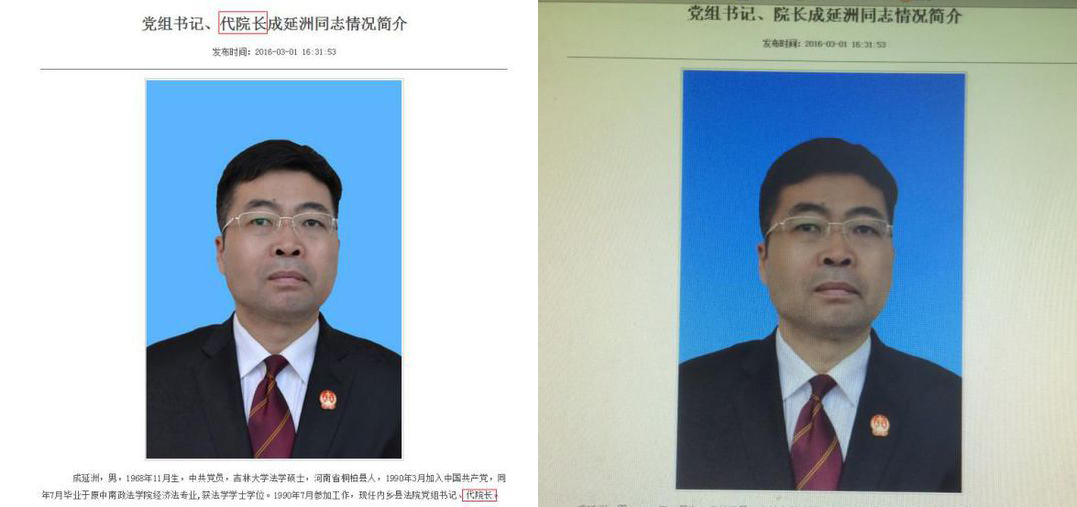 党组书记、代院长成延洲同志情况简介
发布时间：2016-03-01 16:31:53
成延洲，男，1968年11月生，中共党员，吉林大学法学硕士，河南省桐柏县人，1990年3月加入中国共产党，同
年7月毕业于原中南政法学院经济法专业,获法学学士学位。1990年7月参加工作，现任内乡县法院党组书记、代院长。
党组书记、院长成延洲同志情况简介
发布时间：2016-03-01 16:31:53